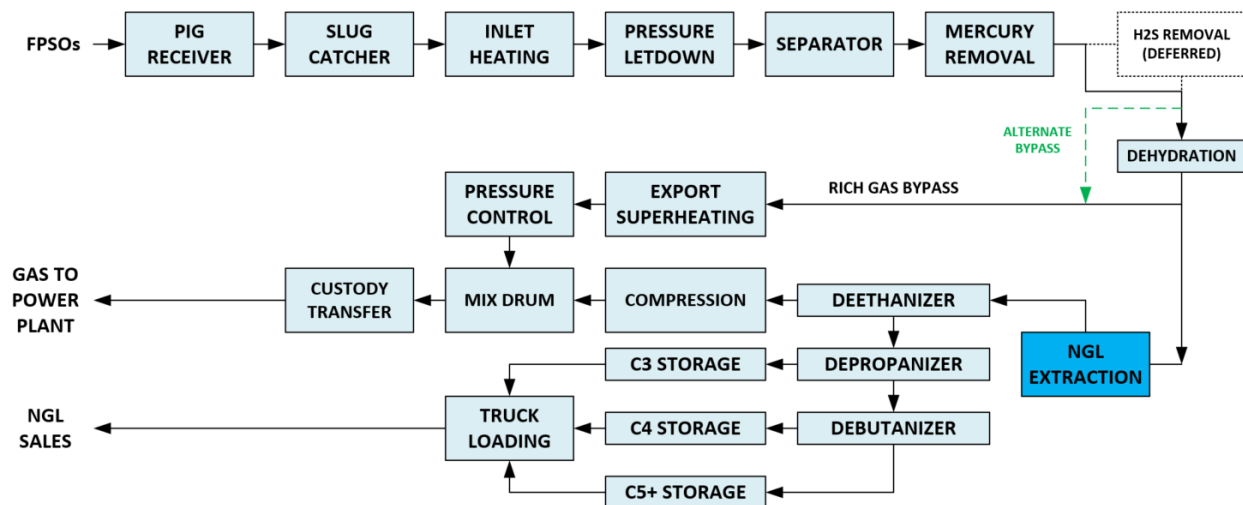 FPSOs
PIG
RECEIVER
SLUG
CATCHER
INLET
HEATING
PRESSURE
LETDOWN
SEPARATOR
MERCURY
REMOVAL
H2S REMOVAL
(DEFERRED)
ALTERNATE
BYPASS
DEHYDRATION
PRESSURE
CONTROL
EXPORT
SUPERHEATING
RICH GAS BYPASS
GAS TO
POWER
PLANT
CUSTODY
TRANSFER
MIX DRUM
COMPRESSION
DEETHANIZER
NGL
EXTRACTION
C3 STORAGE
DEPROPANIZER
NGL
SALES
TRUCK
LOADING
C4 STORAGE
DEBUTANIZER
C5+ STORAGE